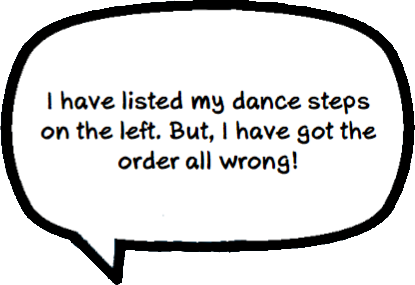 I have listed my dance steps
on the left. But, I have got the
order all wrong!